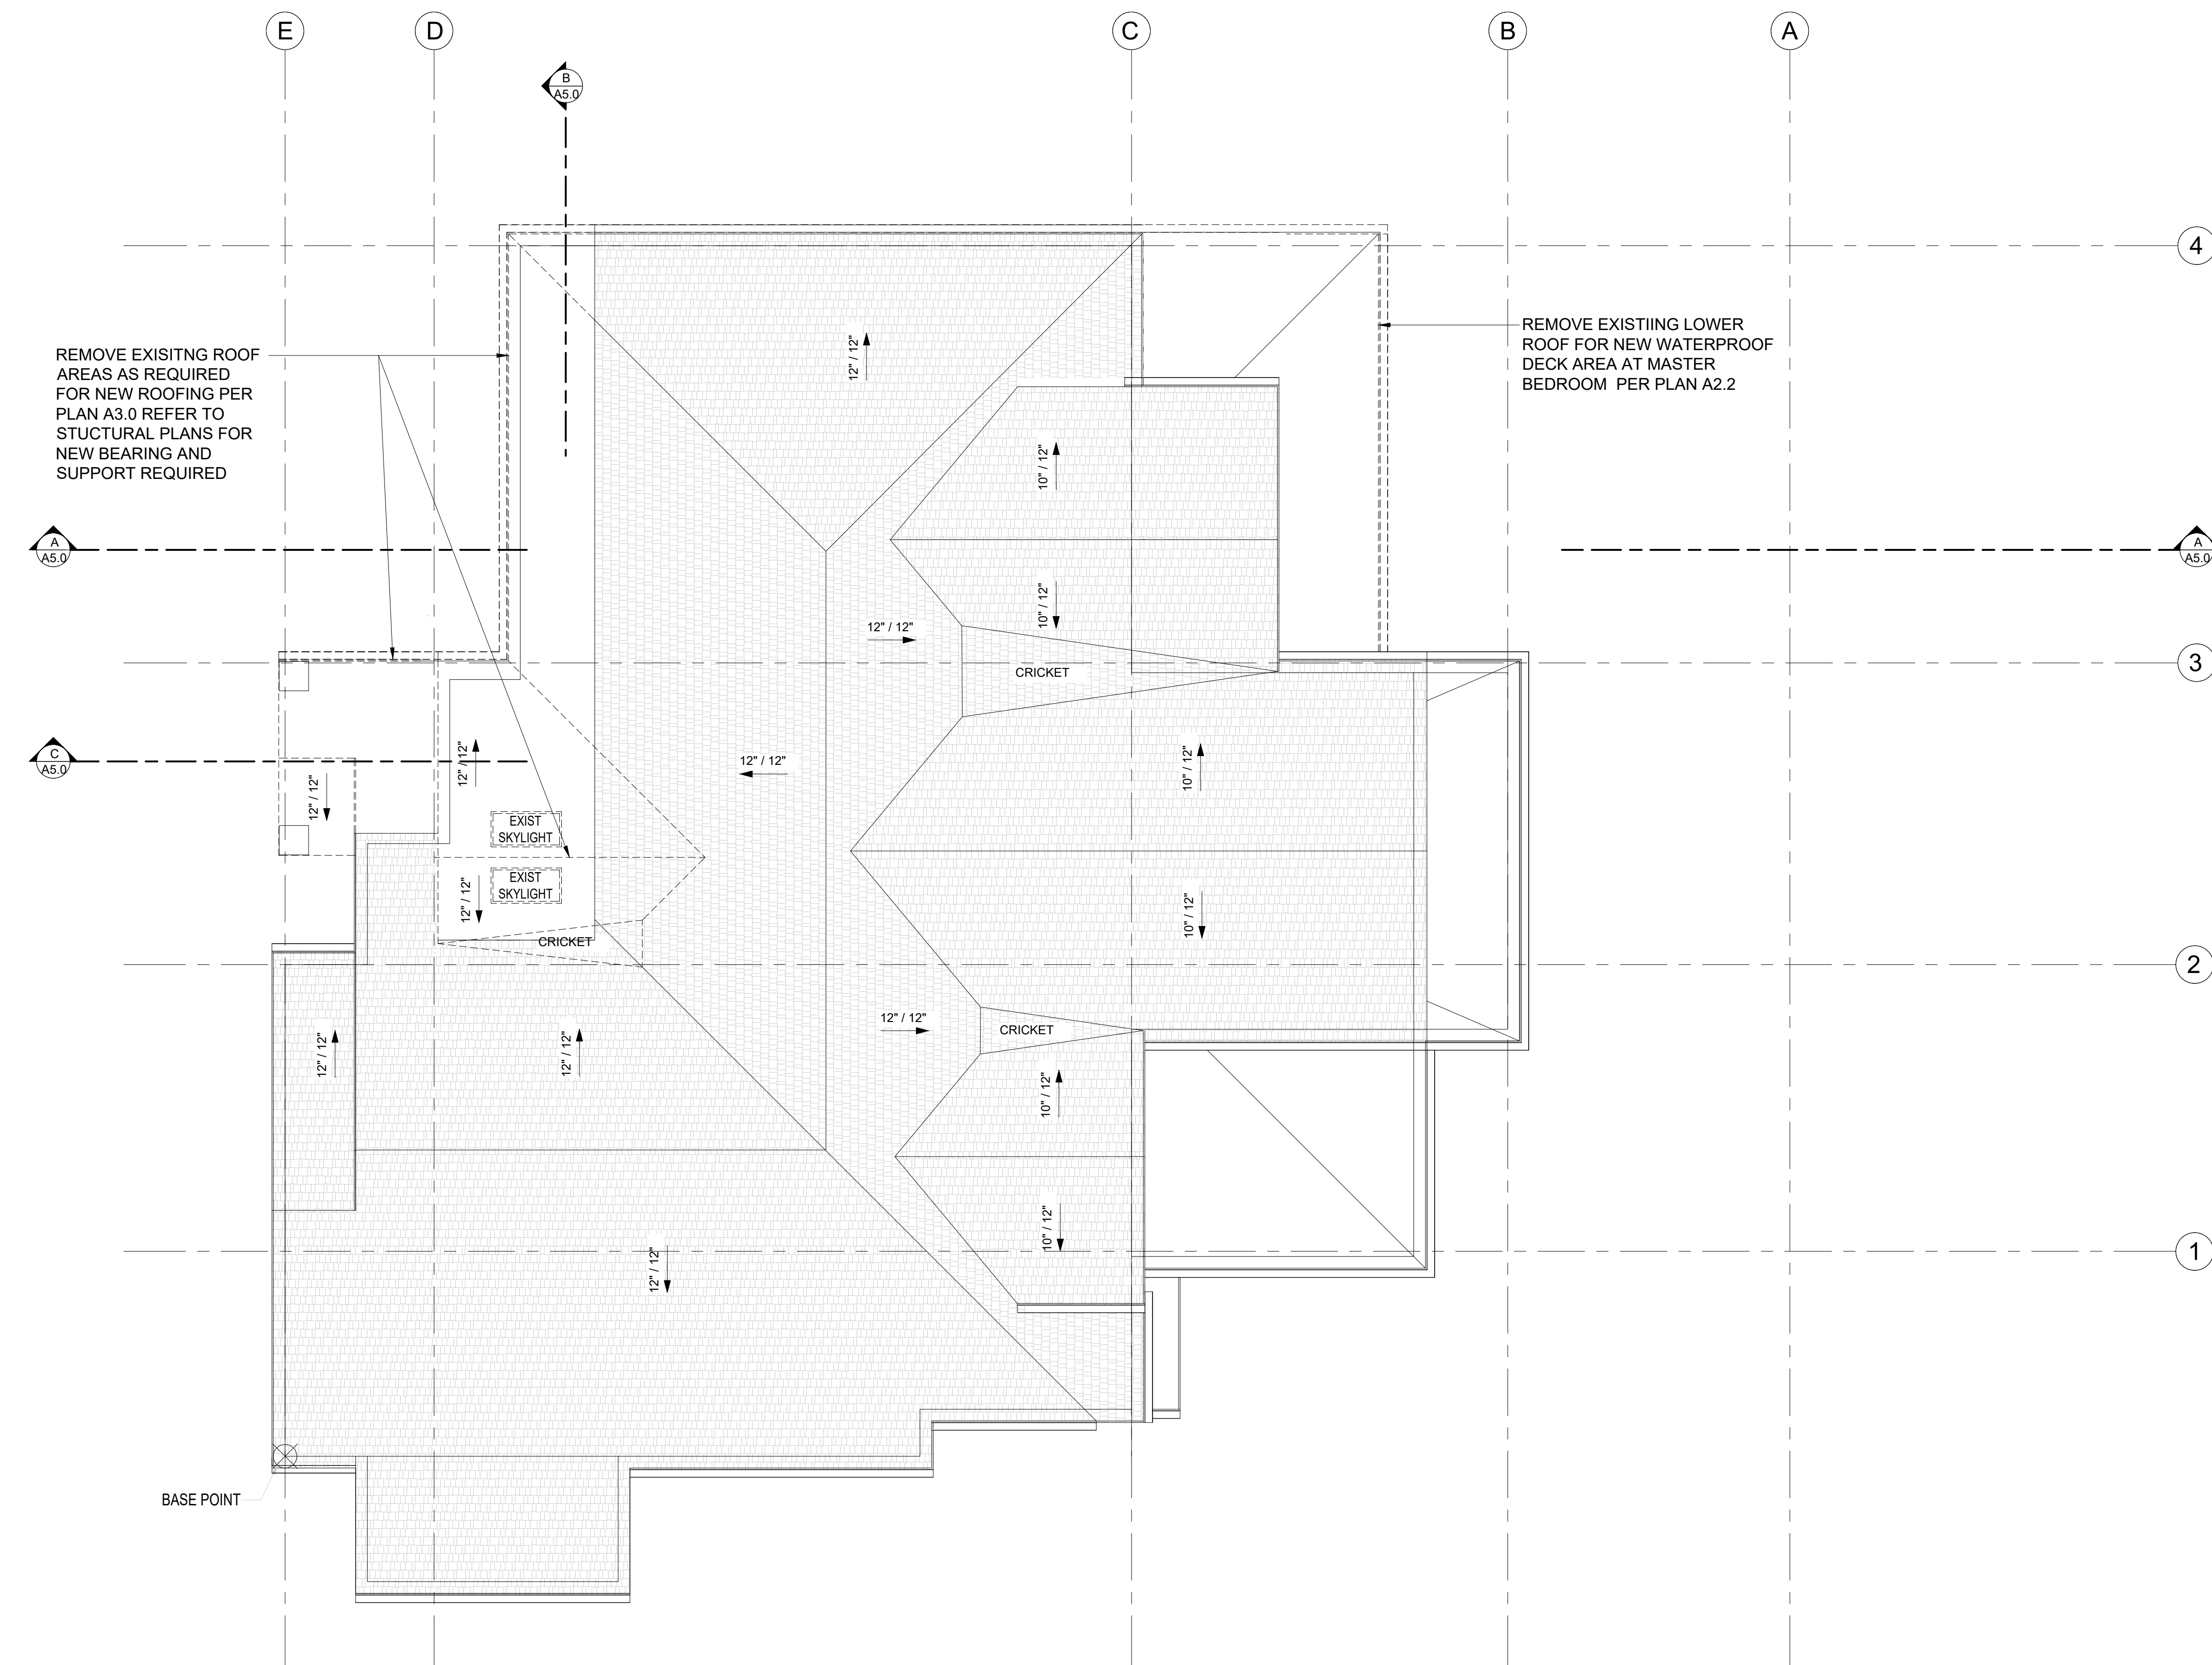 E
D
C
B
A
B
A5.0
4
REMOVE EXISTIING LOWER
ROOF FOR NEW WATERPROOF
DECK AREA AT MASTER
BEDROOM PER PLAN A2.2
REMOVE EXISITNG ROOF
AREAS AS REQUIRED
FOR NEW ROOFING PER
PLAN A3.0 REFER TO
STUCTURAL PLANS FOR
NEW BEARING AND
SUPPORT REQUIRED
12" / 12"
10" / 12"
A
A5.0
A
A5.0
10" / 12"
12" / 12"
3
CRICKET
C
A5.0
12" / 12"
12" / 12"
12" / 12"
10" / 12"
EXIST
SKYLIGHT
EXIST
SKYLIGHT
12" / 12"
10" / 12"
CRICKET
2
12" / 12"
CRICKET
12" / 12"
12" / 12"
10" / 12"
10" / 12"
12" / 12"
1
BASE POINT